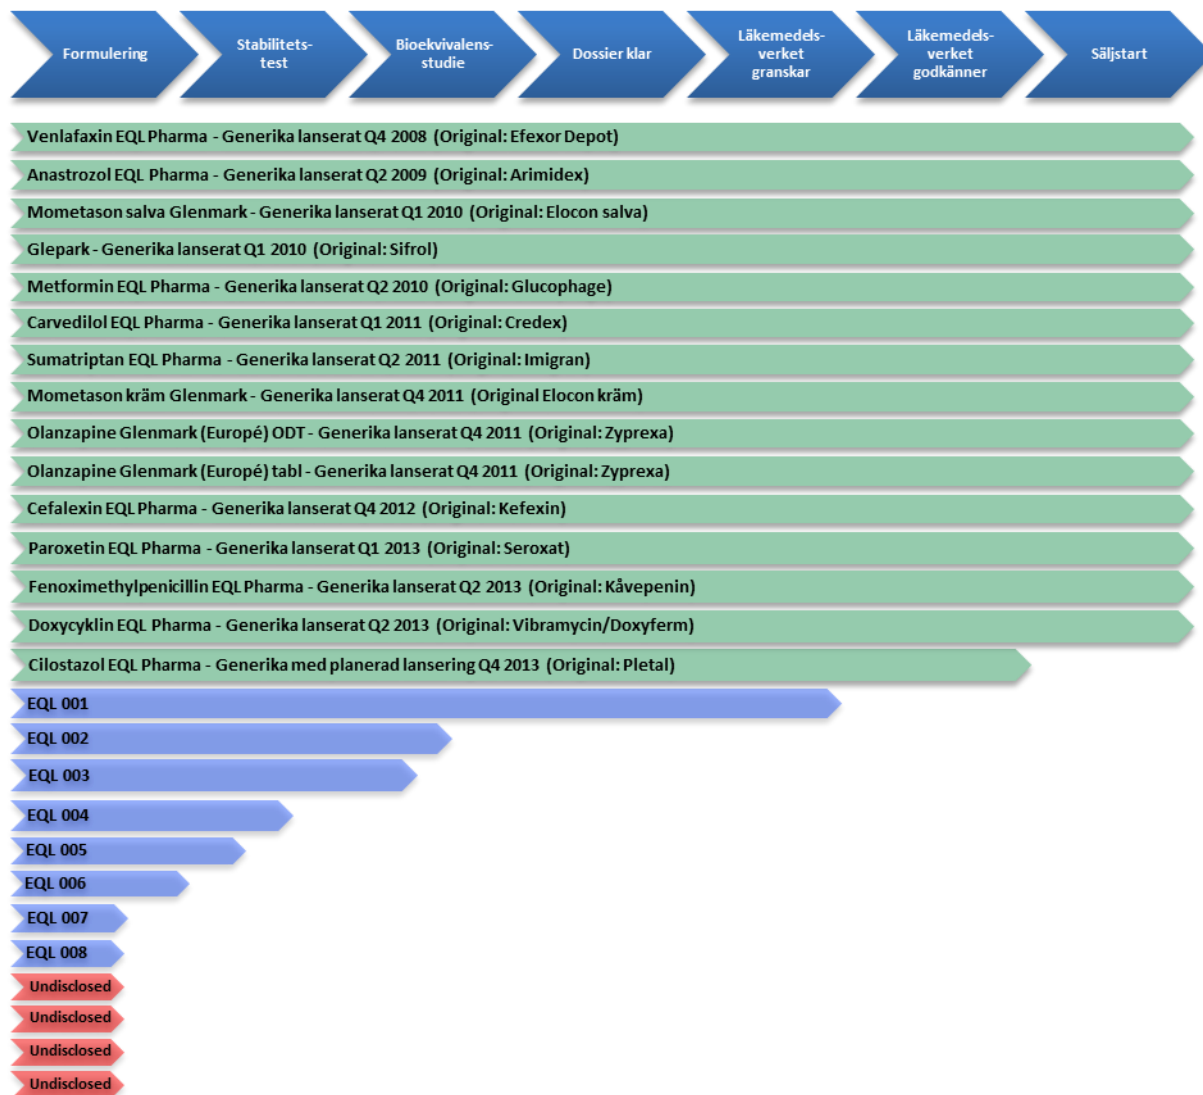 Formulering
Stabilitets-
test
Bioekvivalens-
studie
Dossier klar
Läkemedels-
verket
granskar
Läkemedels-
verket
godkänner
Säljstart
Venlafaxin EQL Pharma - Generika lanserat Q4 2008 (Original: Efexor Depot)
Anastrozol EQL Pharma - Generika lanserat Q2 2009 (Original: Arimidex)
Mometason salva Glenmark - Generika lanserat Q1 2010 (Original: Elocon salva)
Glepark - Generika lanserat Q1 2010 (Original: Sifrol)
Metformin EQL Pharma - Generika lanserat Q2 2010 (Original: Glucophage)
Carvedilol EQL Pharma - Generika lanserat Q1 2011 (Original: Credex)
Sumatriptan EQL Pharma - Generika lanserat Q2 2011 (Original: Imigran)
Mometason kräm Glenmark - Generika lanserat Q4 2011 (Original Elocon kräm)
Olanzapine Glenmark (Europé) ODT - Generika lanserat Q4 2011 (Original: Zyprexa)
Olanzapine Glenmark (Europé) tabl - Generika lanserat Q4 2011 (Original: Zyprexa)
Cefalexin EQL Pharma - Generika lanserat Q4 2012 (Original: Kefexin)
Paroxetin EQL Pharma - Generika lanserat Q1 2013 (Original: Seroxat)
Fenoximethylpenicillin EQL Pharma - Generika lanserat Q2 2013 (Original: Kåvepenin)
Doxycyklin EQL Pharma - Generika lanserat Q2 2013 (Original: Vibramycin/Doxyferm)
Cilostazol EQL Pharma - Generika med planerad lansering Q4 2013 (Original: Pletal)
EQL 001
EQL 002
EQL 003
EQL 004
EQL 005
EQL 006
EQL 007
EQL 008
Undisclosed
Undisclosed
Undisclosed
Undisclosed